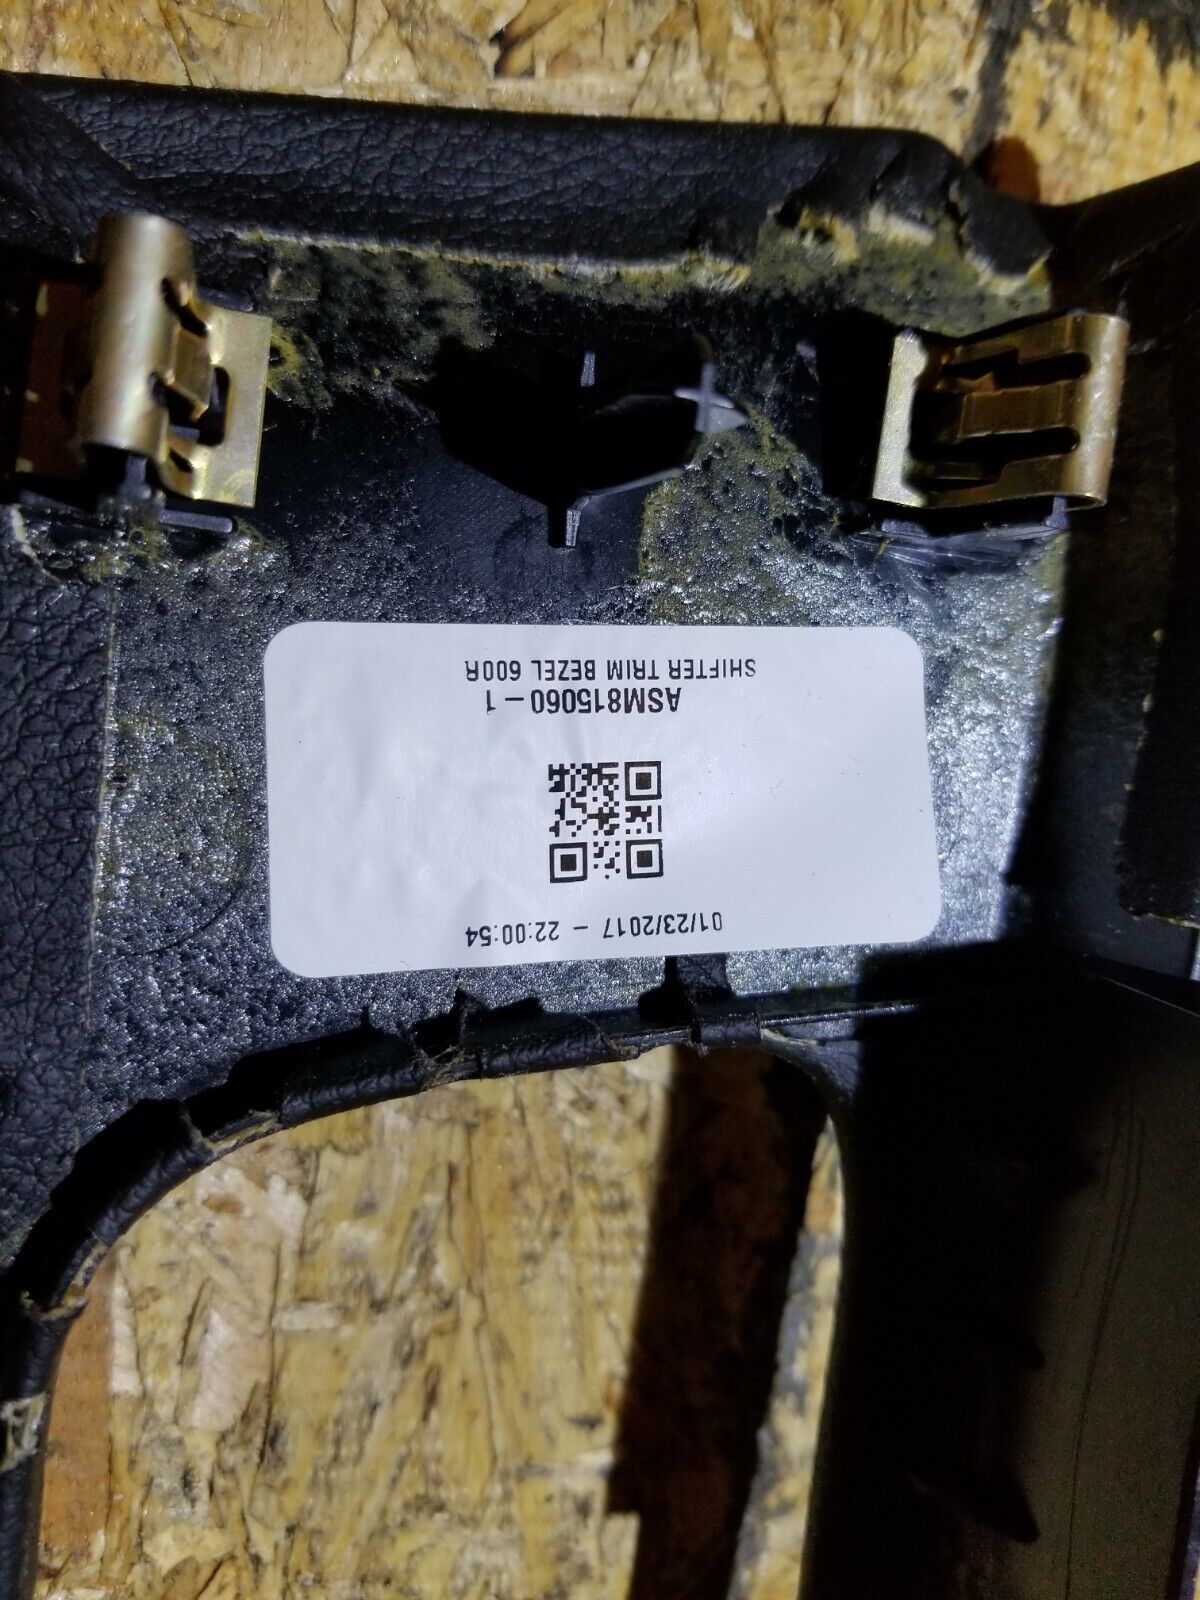 01/23/2017 - 22:00:54
ASM815060-1
SHIFTER TRIM BEZEL 600R